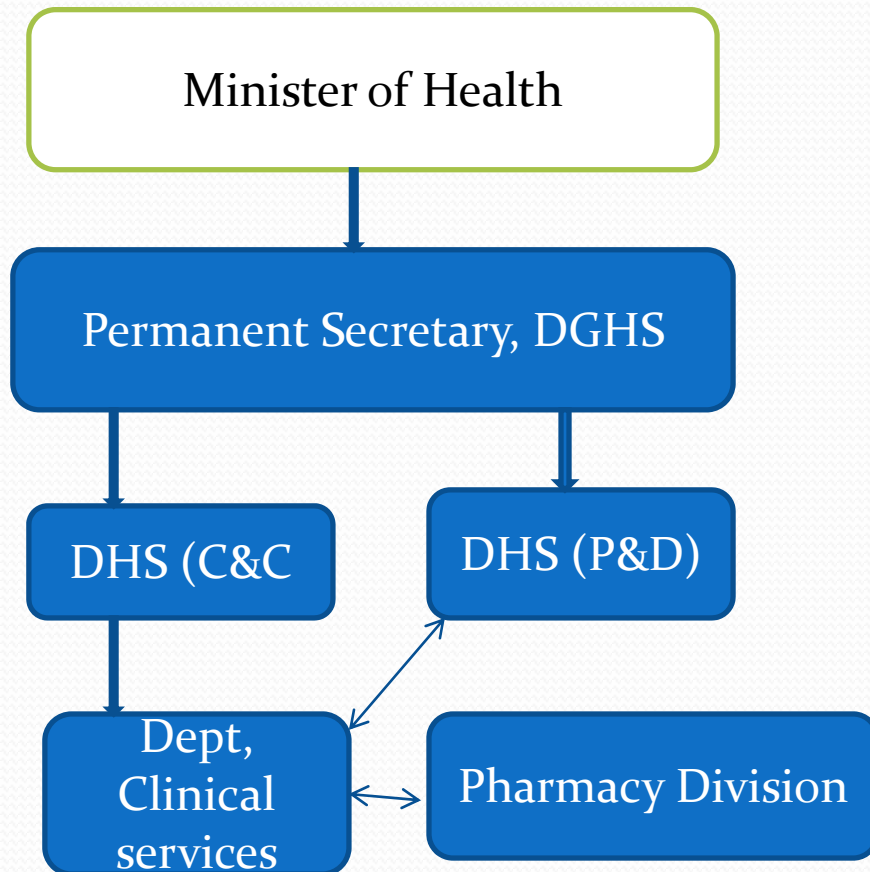 Minister of Health
Permanent Secretary, DGHS
DHS (C&C
DHS (P&D)
Dept,
Clinical
services
Pharmacy Division